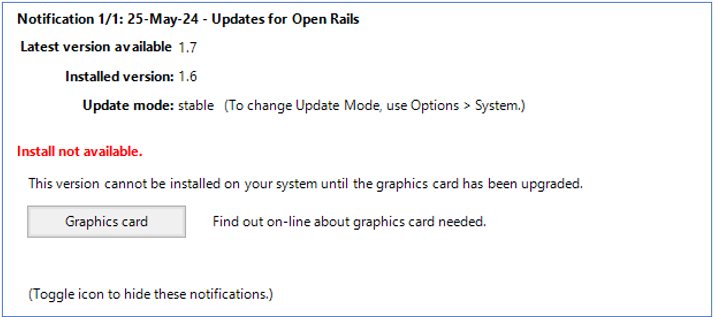 Notification 1/1: 25-May-24 - Updates for Open Rails
Latest version available 1.7
Installed version: 1.6
Update mode: stable (To change Update Mode, use Options > System.)
Install not available.
This version cannot be installed on your system until the graphics card has been upgraded.
Graphics card Find out on-line about graphics card needed.
(Toggle icon to hide these notifications.)